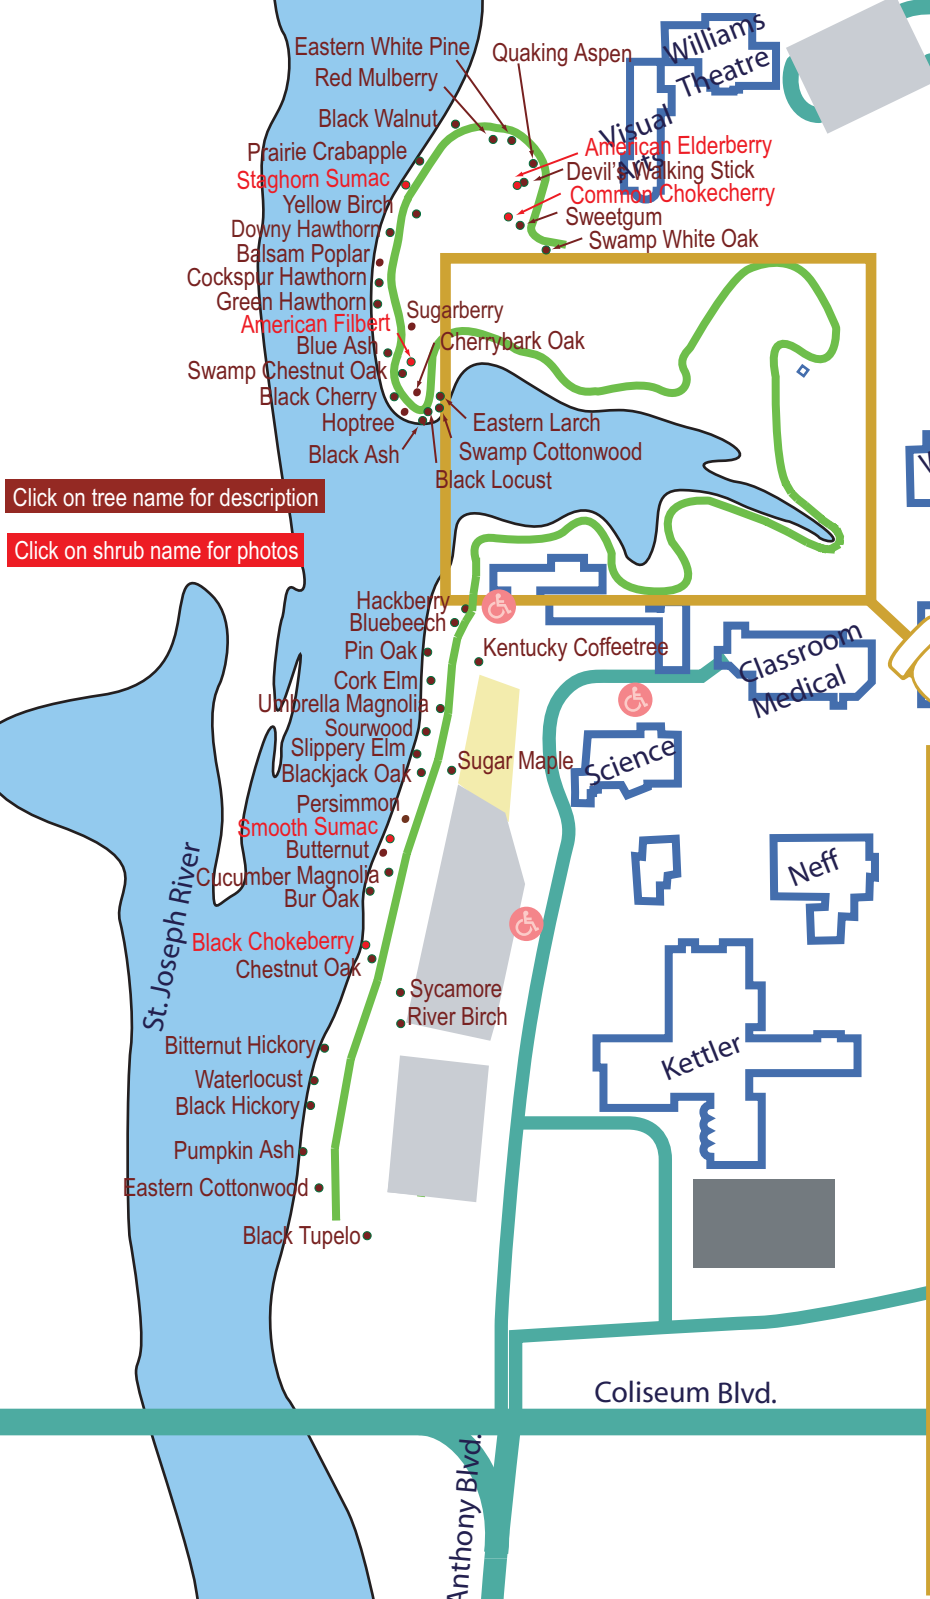 Williams
Theatre
Visual
Arts
Eastern White Pine
Quaking Aspen
Red Mulberry
Black Walnut
American Elderberry
Prairie Crabapple
Devil's Walking Stick
Staghorn Sumac
Common Chokecherry
Yellow Birch
Sweetgum
Downy Hawthorn
Swamp White Oak
Balsam Poplar
Cockspur Hawthorn
Green Hawthorn
Sugarberry
American Filbert
Cherrybark Oak
Blue Ash
Swamp Chestnut Oak
Black Cherry
Hoptree
Eastern Larch
Black Ash
Swamp Cottonwood
Black Locust
Click on tree name for description
Click on shrub name for photos
Hackberry
Bluebeech
Pin Oak
Kentucky Coffeetree
Classroom
Medical
Cork Elm
Umbrella Magnolia
Sourwood
Slippery Elm
Science
Blackjack Oak
Sugar Maple
Persimmon
Smooth Sumac
Butternut
Cucumber Magnolia
Neff
Bur Oak
St. Joseph River
Black Chokeberry
Chestnut Oak
Sycamore
River Birch
Bitternut Hickory
Kettler
Waterlocust
Black Hickory
Pumpkin Ash
Eastern Cottonwood
Black Tupelo
Coliseum Blvd.
Anthony Blvd.